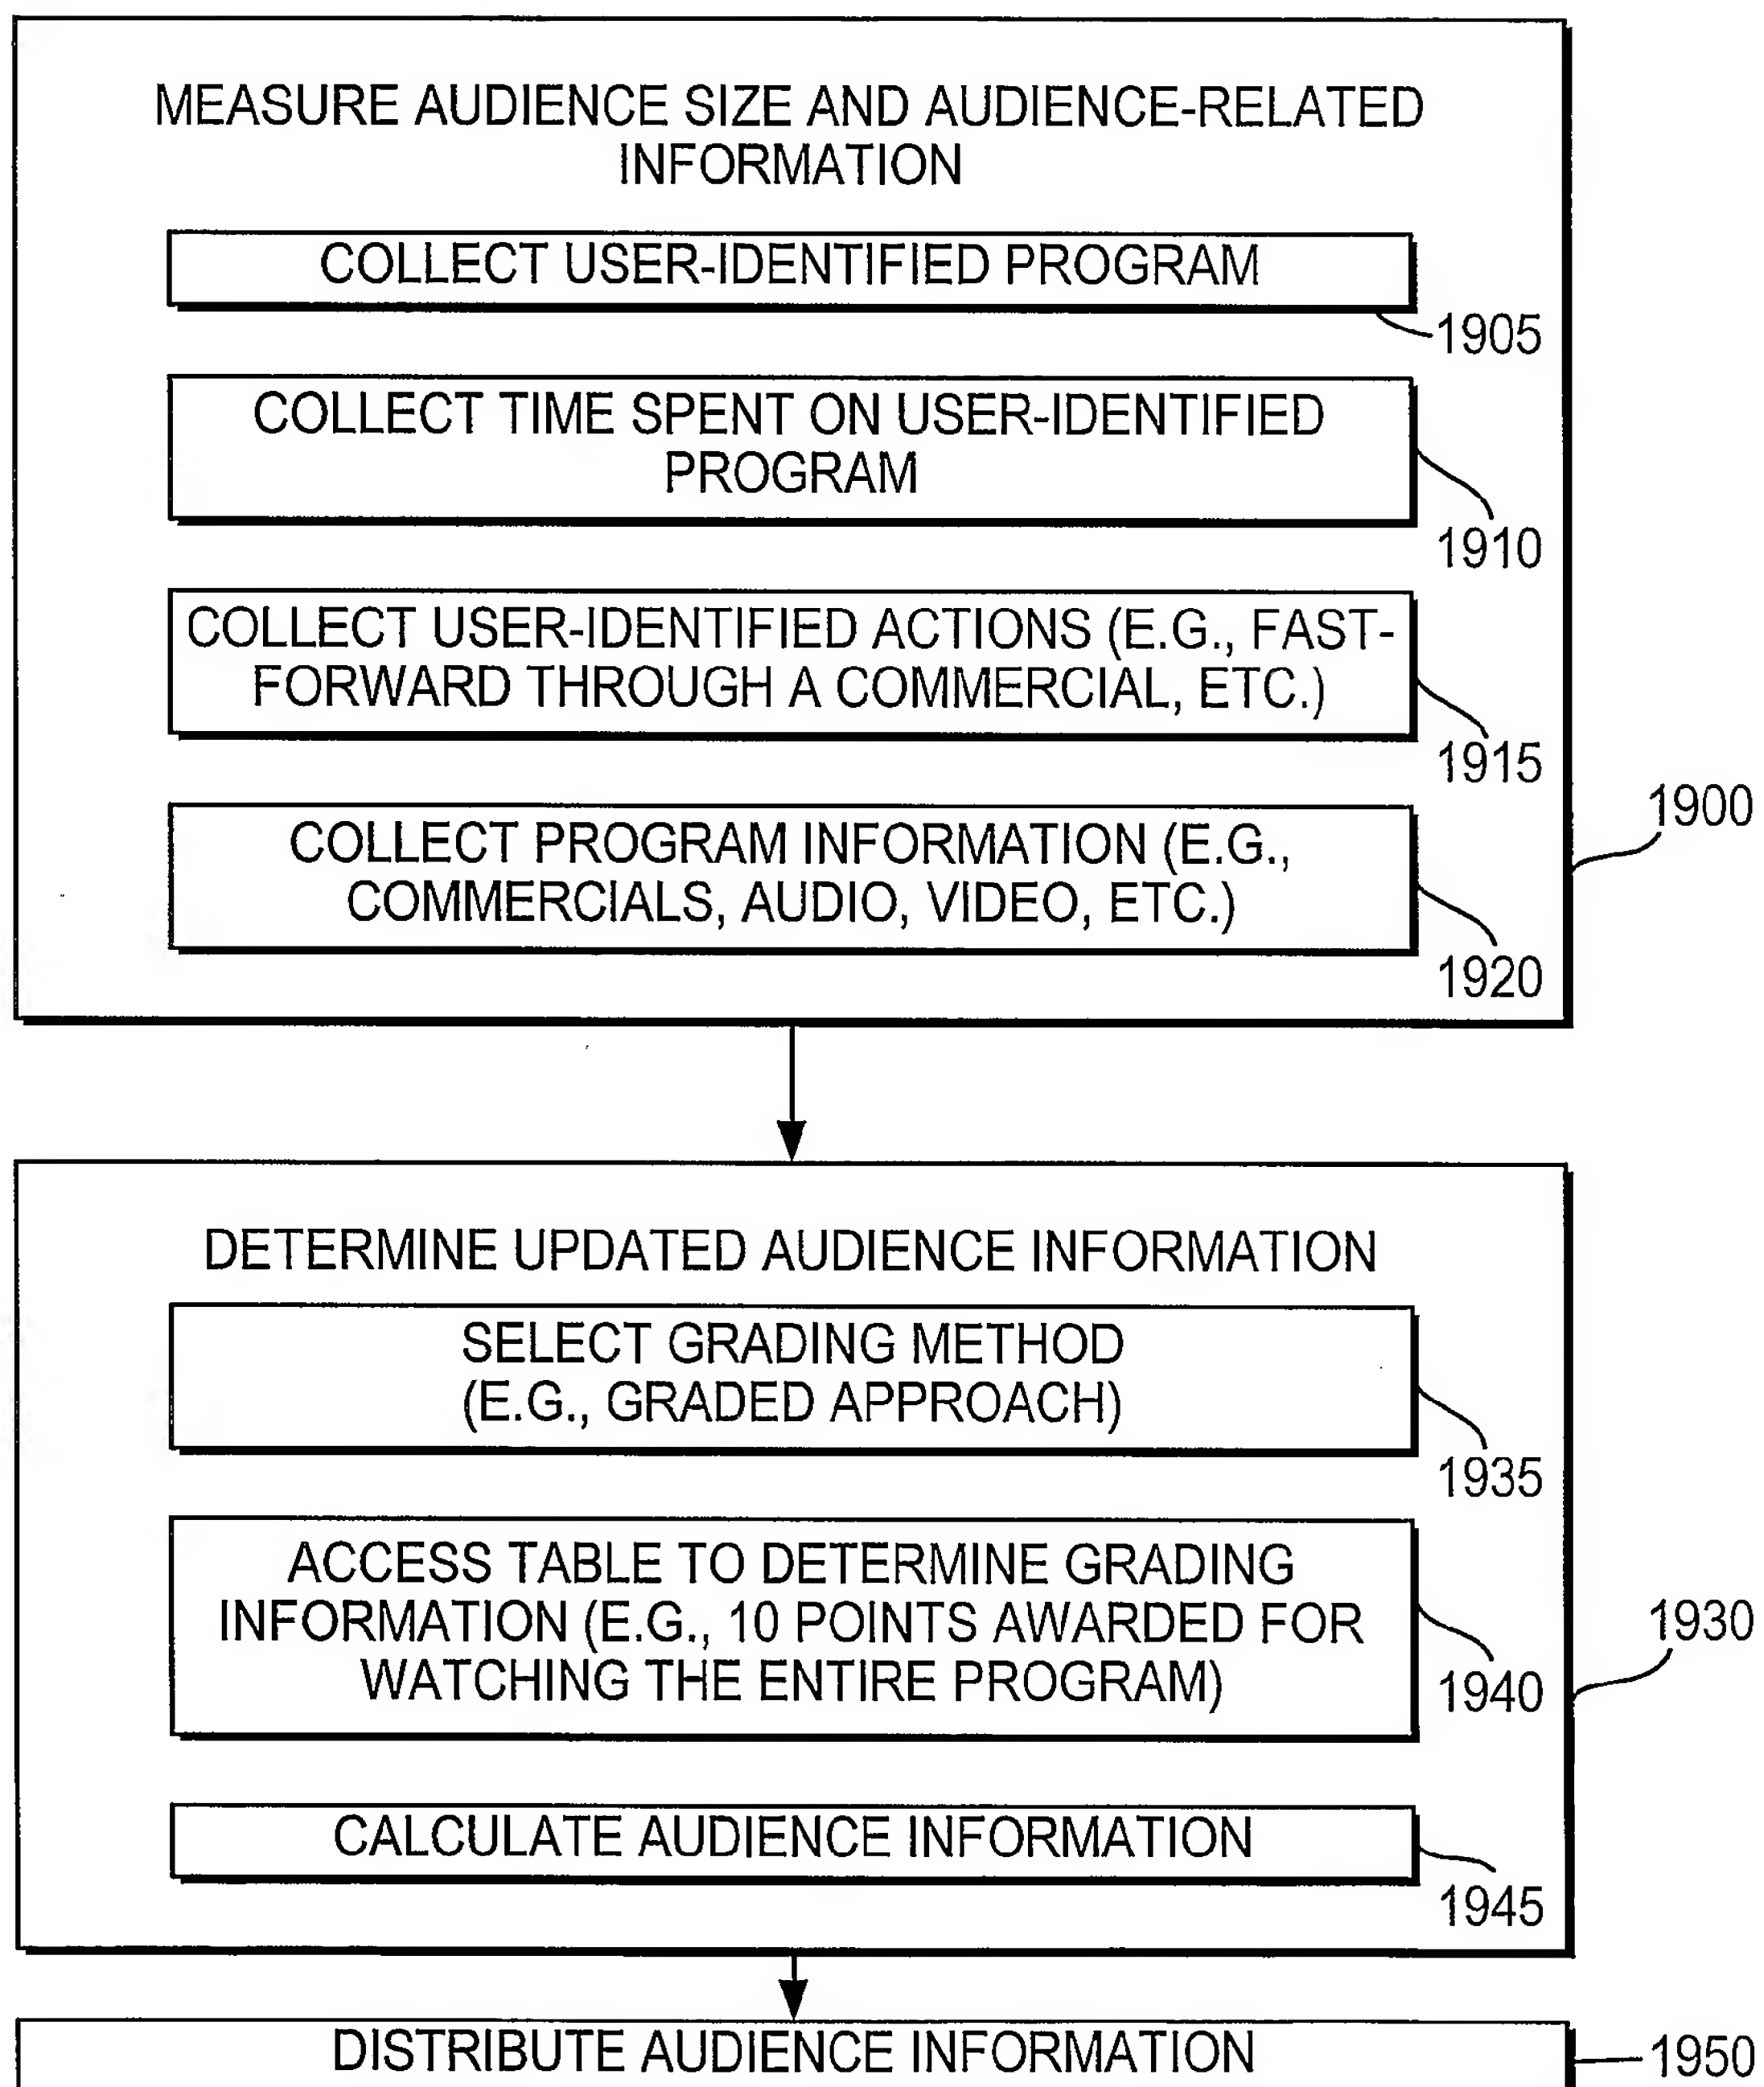 MEASURE AUDIENCE SIZE AND AUDIENCE-RELATED
INFORMATION
COLLECT USER-IDENTIFIED PROGRAM
1905
COLLECT TIME SPENT ON USER-IDENTIFIED
PROGRAM
1910
COLLECT USER-IDENTIFIED ACTIONS (E.G., FAST-
FORWARD THROUGH A COMMERCIAL, ETC.)
1915
1900
COLLECT PROGRAM INFORMATION (E.G.,
COMMERCIALS, AUDIO, VIDEO, ETC.)
1920
DETERMINE UPDATED AUDIENCE INFORMATION
SELECT GRADING METHOD
(E.G., GRADED APPROACH)
1935
ACCESS TABLE TO DETERMINE GRADING
INFORMATION (E.G., 10 POINTS AWARDED FOR
WATCHING THE ENTIRE PROGRAM)
1940
1930
CALCULATE AUDIENCE INFORMATION
1945
DISTRIBUTE AUDIENCE INFORMATION
1950